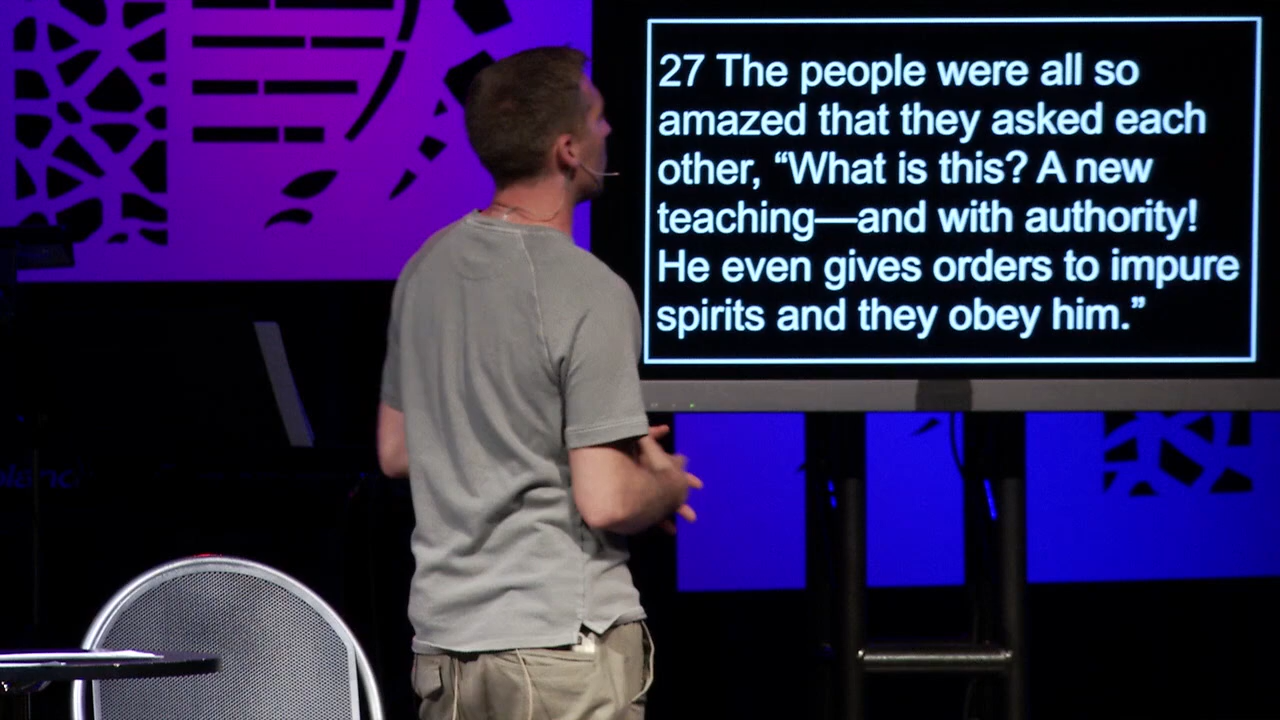 27 The people were all so
amazed that they asked each
other, “What is this? A new
teaching—and with authority!
He even gives orders to impure
spirits and they obey him.”